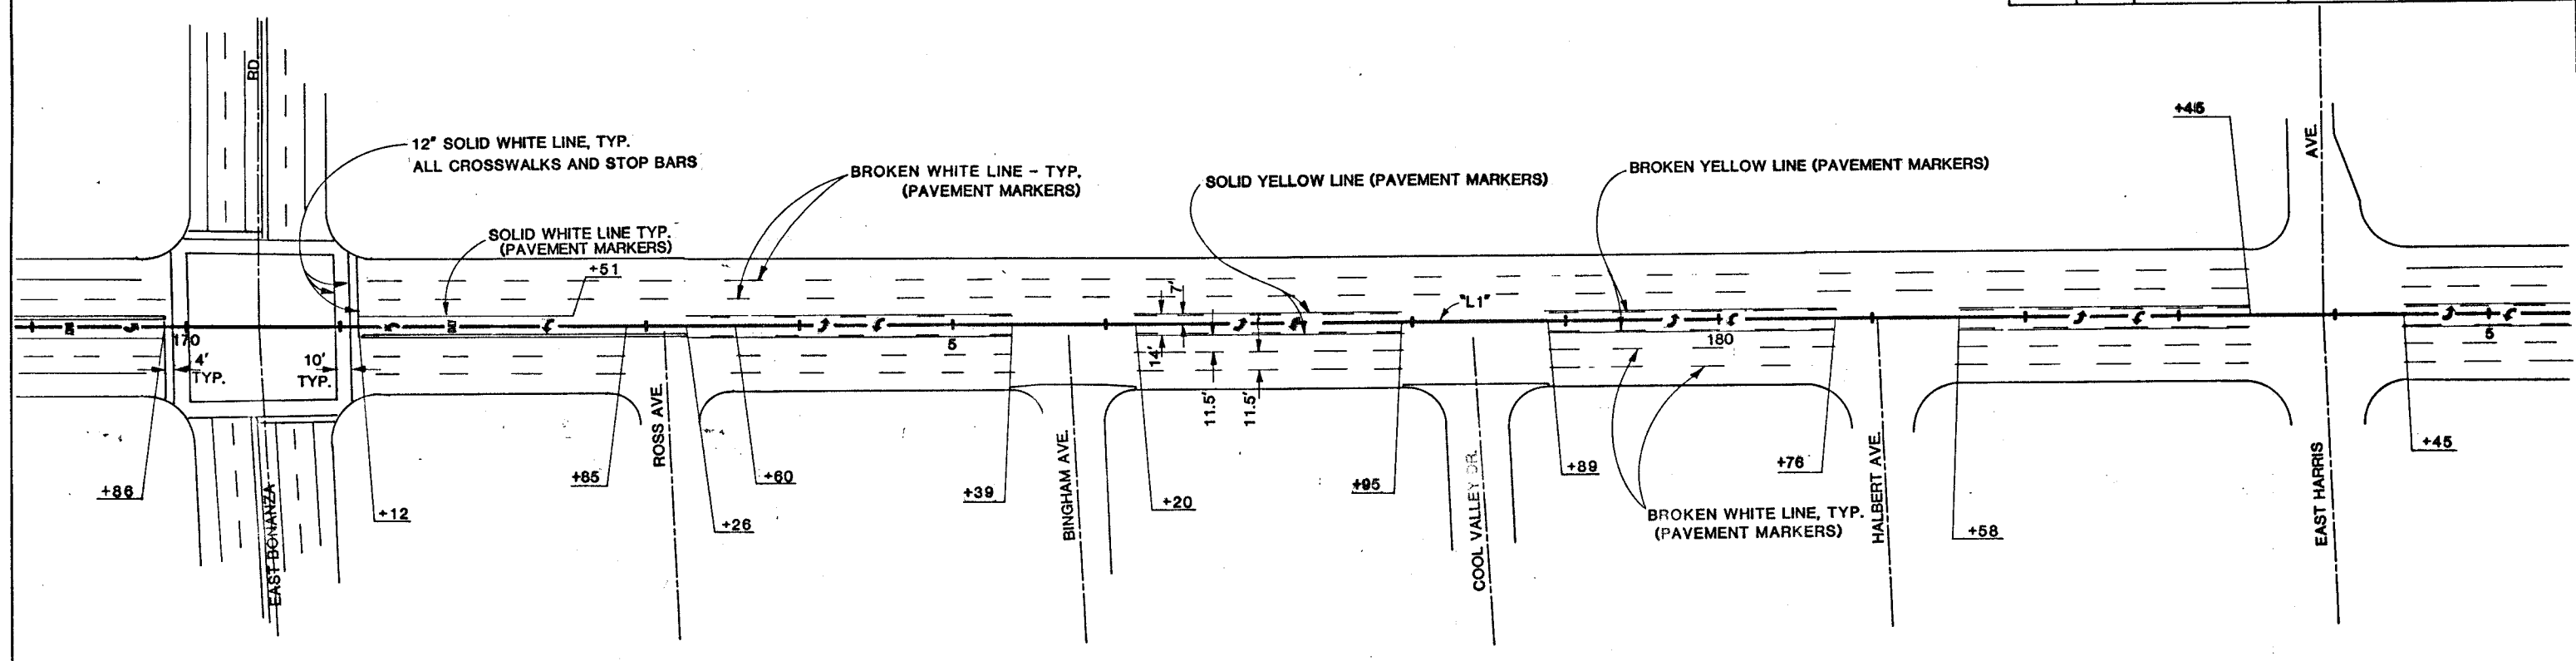 RD
12" SOLID WHITE LINE, TYP.
ALL CROSSWALKS AND STOP BARS
SOLID WHITE LINE TYP.
(PAVEMENT MARKERS)
+51
BROKEN WHITE LINE - TYP.
(PAVEMENT MARKERS)
SOLID YELLOW LINE (PAVEMENT MARKERS)
BROKEN YELLOW LINE (PAVEMENT MARKERS)
+45
AVE.
7'
"L1"
170
5
180
5
4'
TYP.
10'
TYP.
14'
11.5'
11.5'
+86
EAST BONANZA
+12
+85
ROSS AVE.
+26
+60
+39
BINGHAM AVE.
+20
+95
COOL VALLEY DR.
+89
BROKEN WHITE LINE, TYP.
(PAVEMENT MARKERS)
+76
HALBERT AVE.
+58
EAST HARRIS
+45